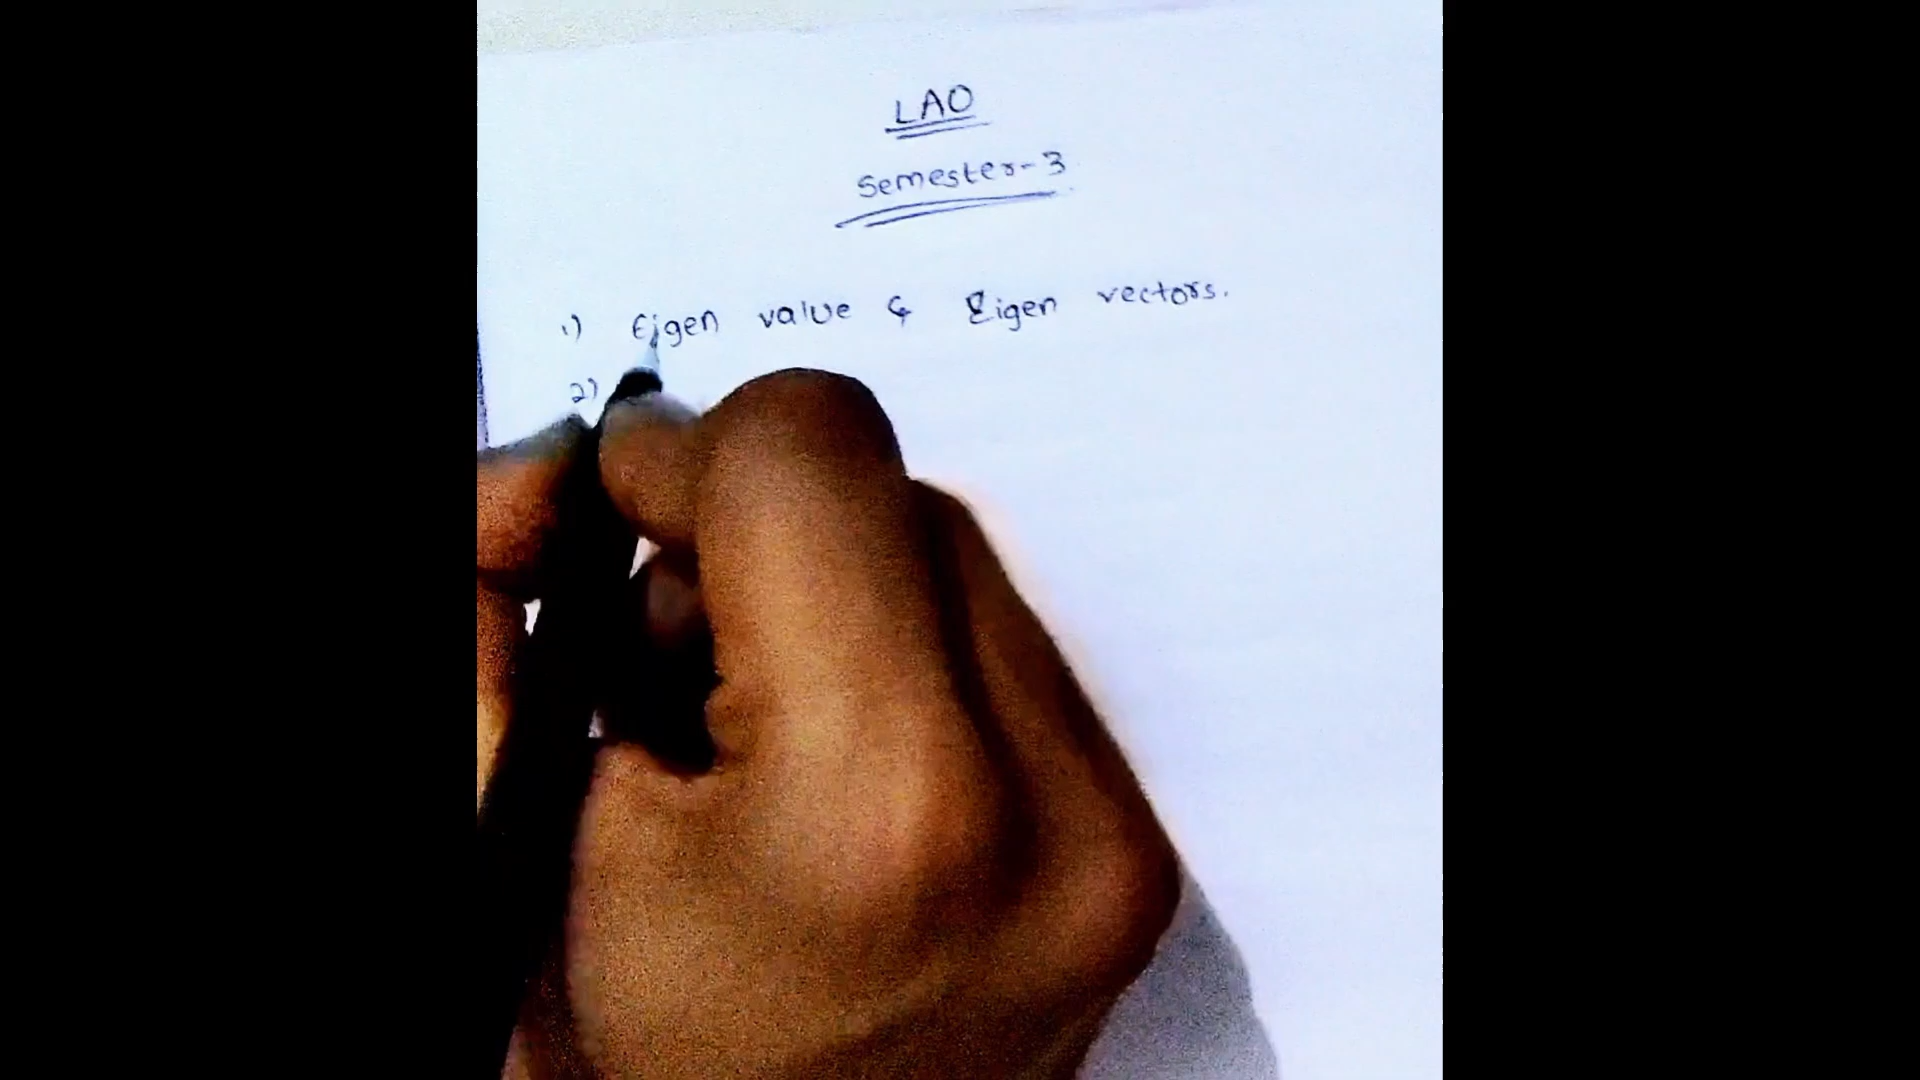 LAO
Semester-3
1) Eigen value & Eigen vectors.
2)